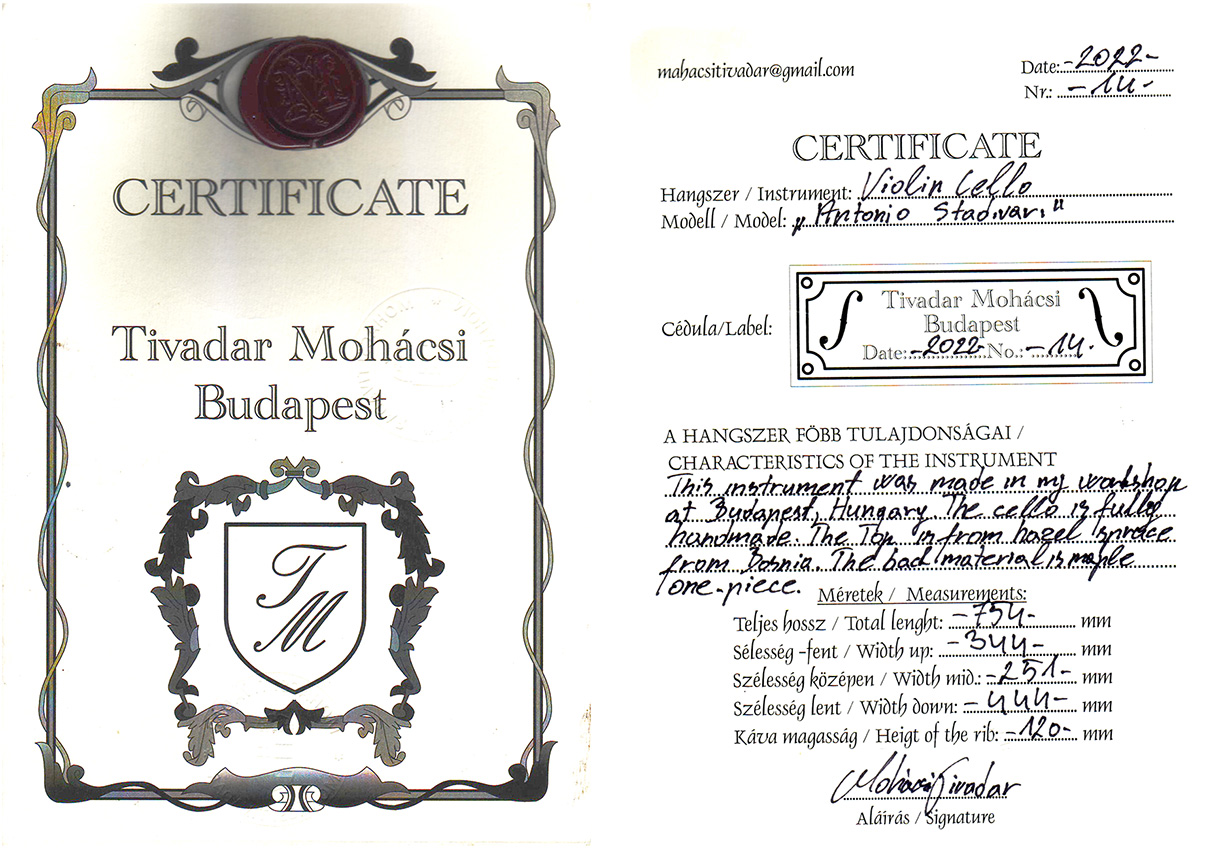 CERTIFICATE
Tivadar Mohácsi
Budapest
TM
mahacsitivadar@gmail.com
Date: -2022-
Nr.: -14-
CERTIFICATE
Hangszer / Instrument: Violin Cello
Modell / Model: „Antonio Stadivari"
Cédula/Label:
Tivadar Mohácsi
Budapest
Date: -2022- No.: -14-
A HANGSZER FÖBB TULAJDONSÁGAI /
CHARACTERISTICS OF THE INSTRUMENT
This instrument was made in my workshop
at Budapest, Hungary. The cello is fully
handmade. The Top is from hazel spruce
from Bosnia. The back material is maple
one-piece.
Méretek / Measurements:
Teljes hossz / Total lenght: -754- mm
Sélesség -fent / Width up: -344- mm
Szélesség középen / Width mid.: -251- mm
Szélesség lent / Width down: -444- mm
Káva magasság / Heigt of the rib: -120- mm
Mohácsi Tivadar
Aláírás / Signature